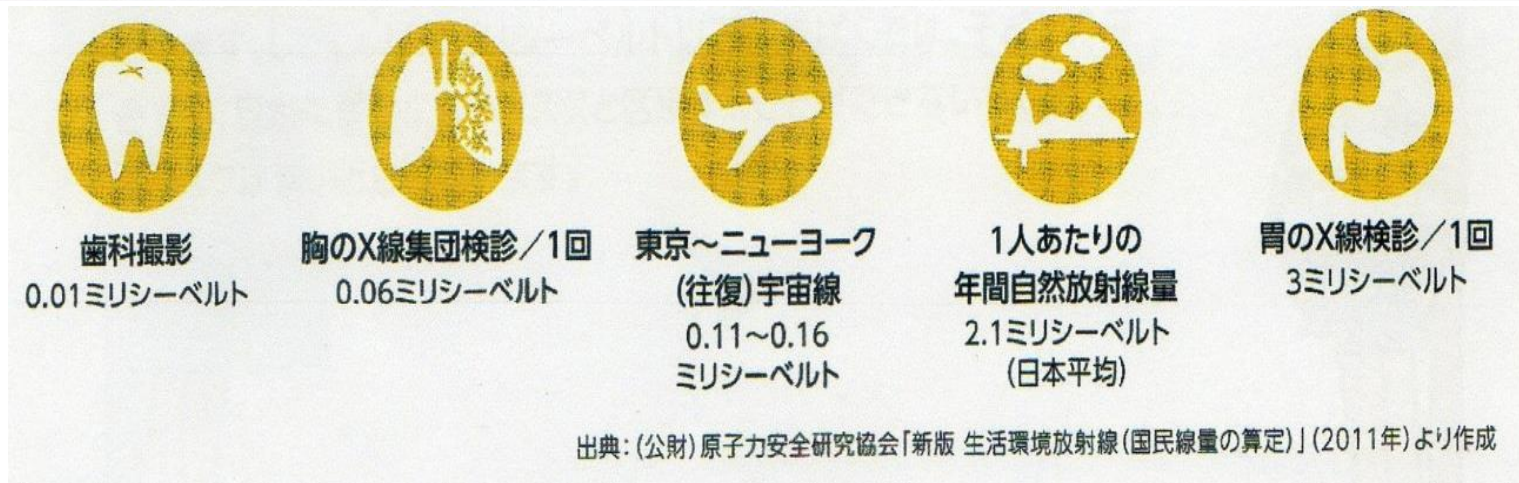 歯科撮影
0.01ミリシーベルト
胸のX線集団検診／1回
0.06ミリシーベルト
東京～ニューヨーク
(往復)宇宙線
0.11～0.16
ミリシーベルト
1人あたりの
年間自然放射線量
2.1ミリシーベルト
(日本平均)
胃のX線検診／1回
3ミリシーベルト
出典：(公財)原子力安全研究協会｢新版 生活環境放射線(国民線量の算定)｣(2011年)より作成